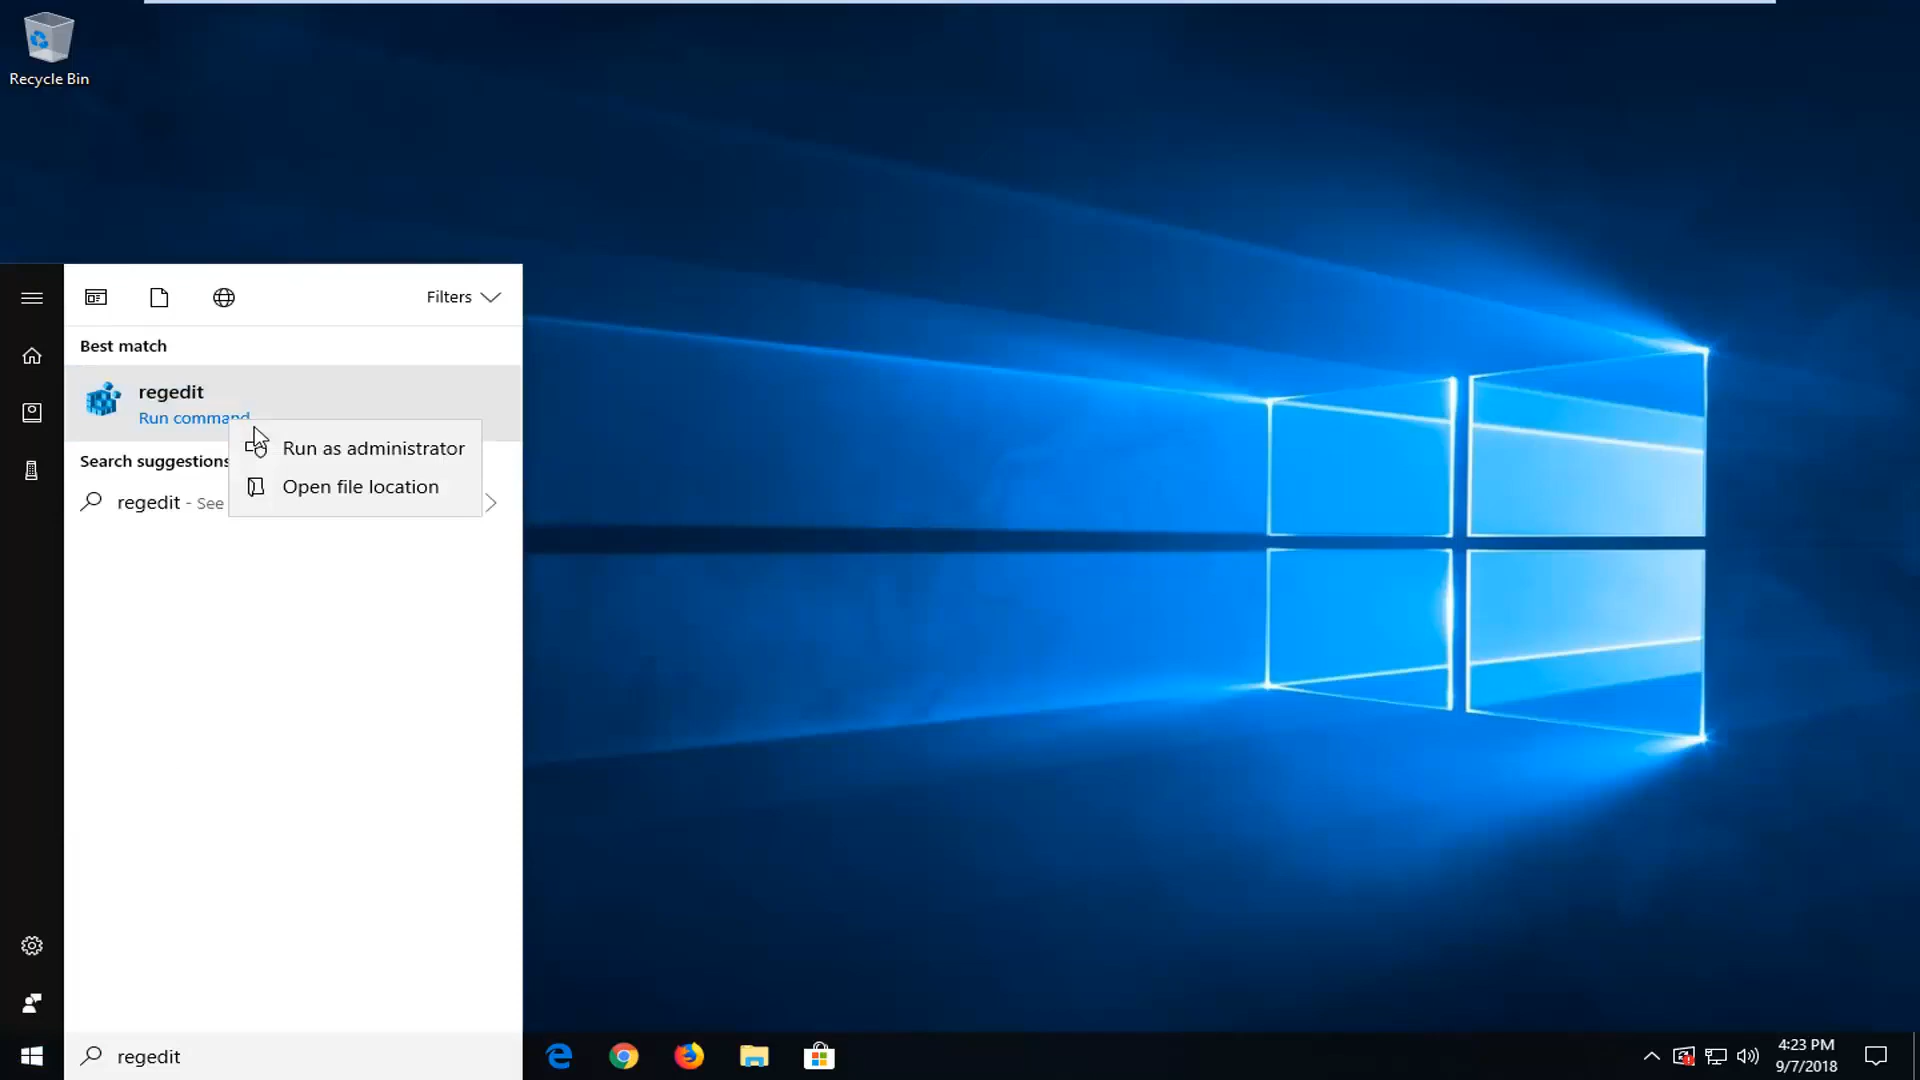 Recycle Bin
Filters
Best match
regedit
Run command
Run as administrator
Search suggestions
Open file location
regedit - See
regedit
4:23 PM
9/7/2018